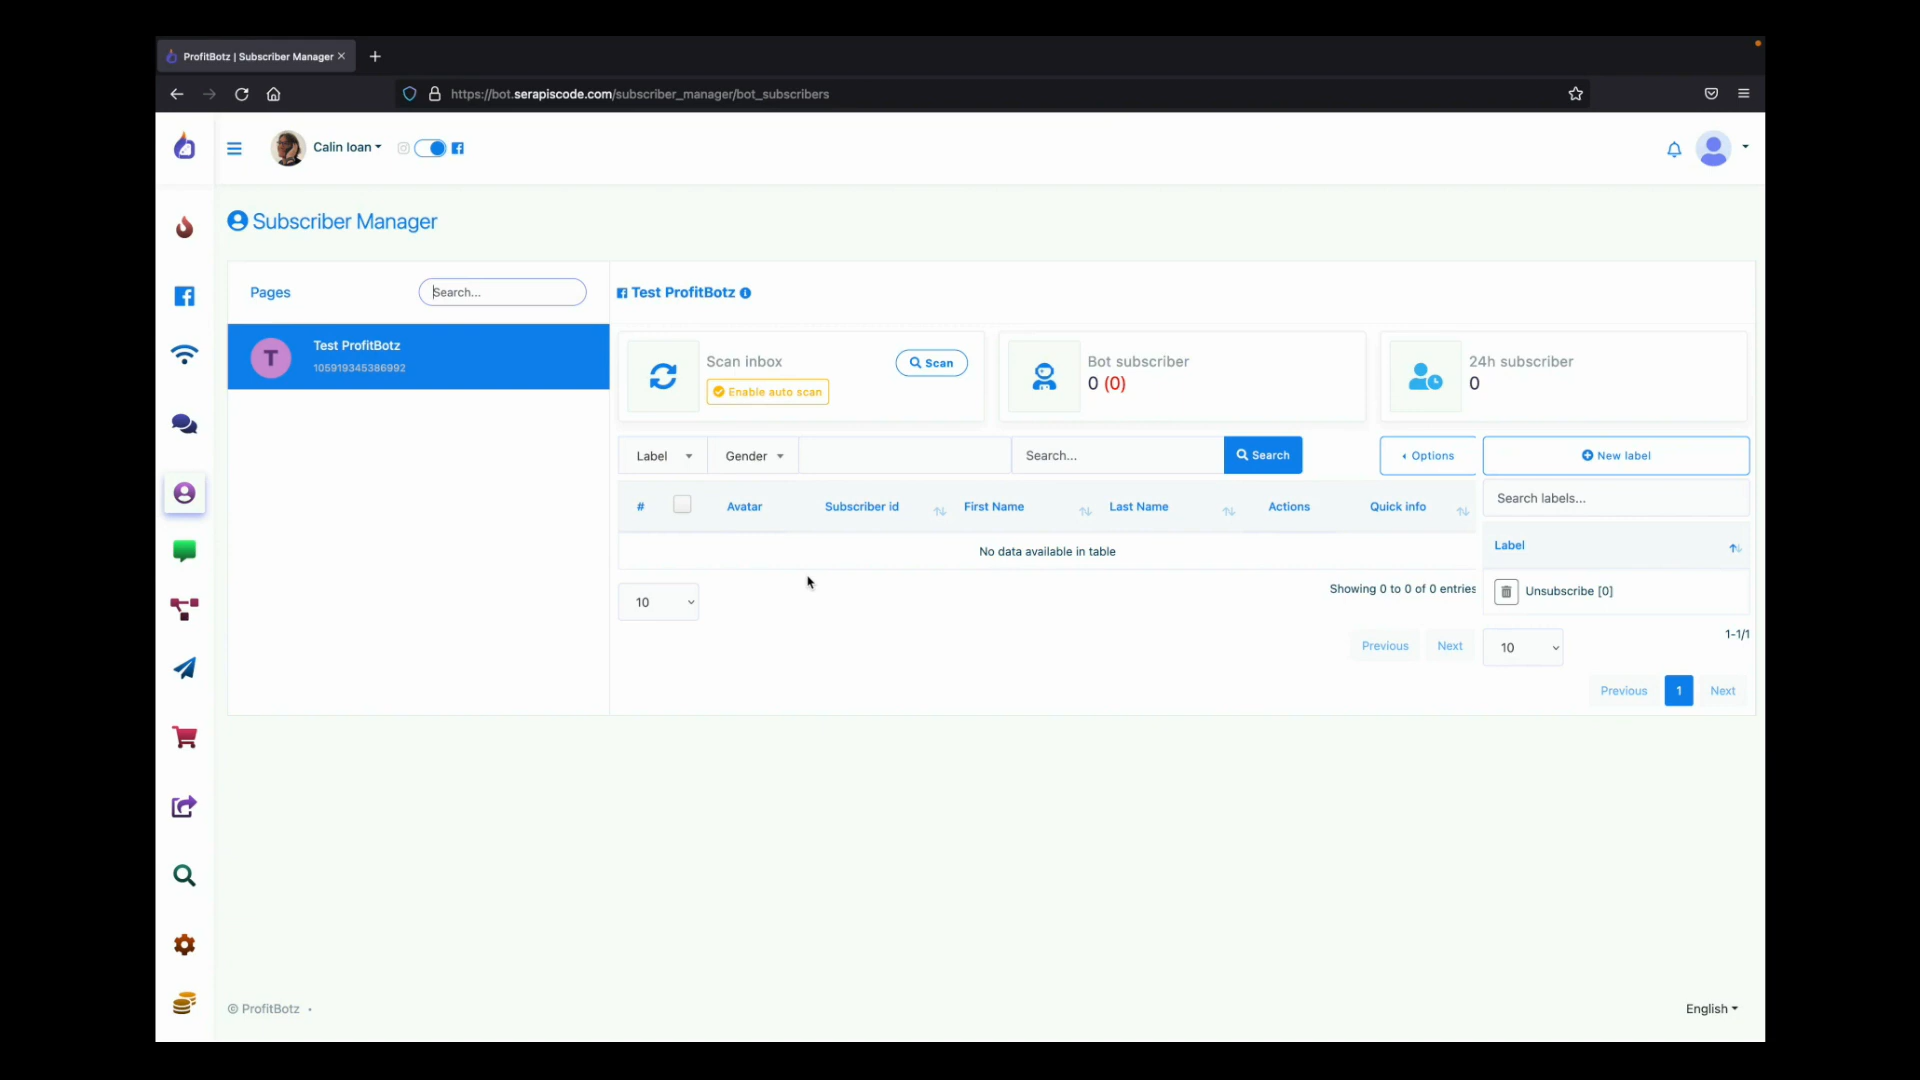 ProfitBotz | Subscriber Manager
https://bot.serapiscode.com/subscriber_manager/bot_subscribers
Calin Ioan
Subscriber Manager
Pages
Search...
Test ProfitBotz
T
Test ProfitBotz
105919345386992
Scan inbox
Scan
Enable auto scan
Bot subscriber
0 (0)
24h subscriber
0
Label
Gender
Search...
Search
Options
New label
# Avatar Subscriber id First Name Last Name Actions Quick info
No data available in table
10
Showing 0 to 0 of 0 entries
Previous Next
Search labels...
Label
Unsubscribe [0]
10
1-1/1
Previous 1 Next
© ProfitBotz •
English